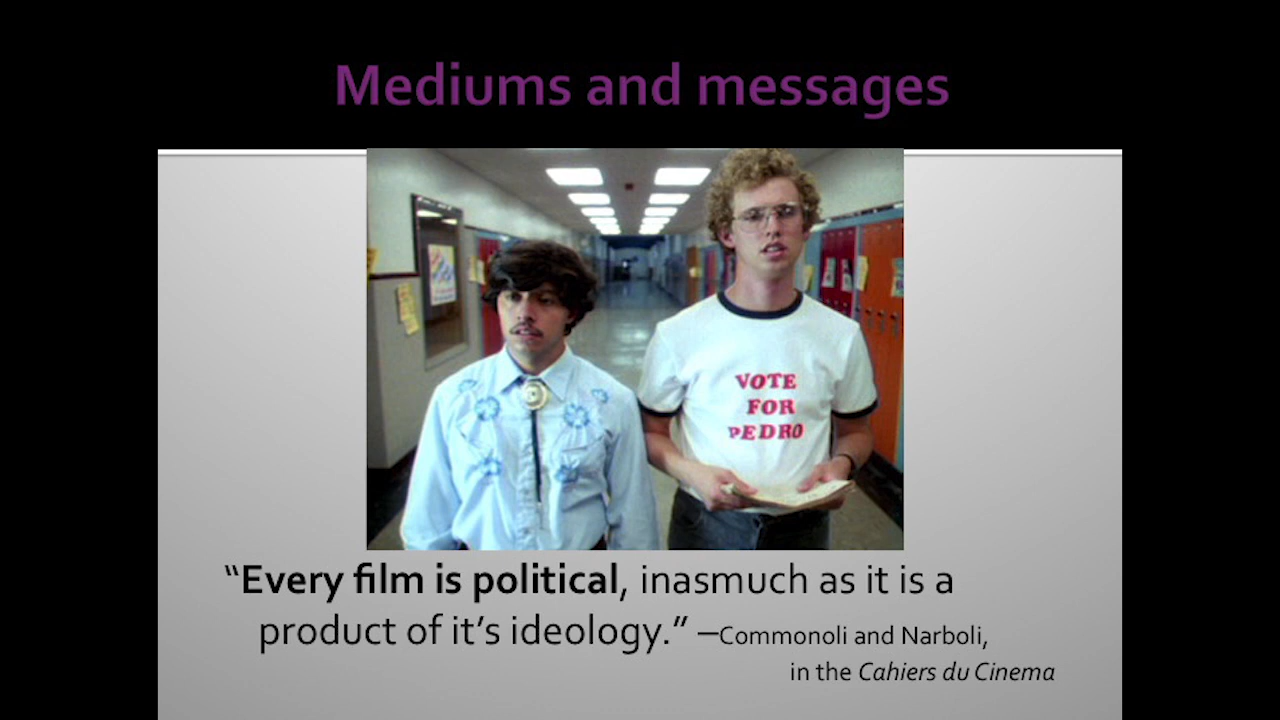 Mediums and messages
VOTE
FOR
PEDRO
“Every film is political, inasmuch as it is a
product of it’s ideology.” —Commonoli and Narboli,
in the Cahiers du Cinema